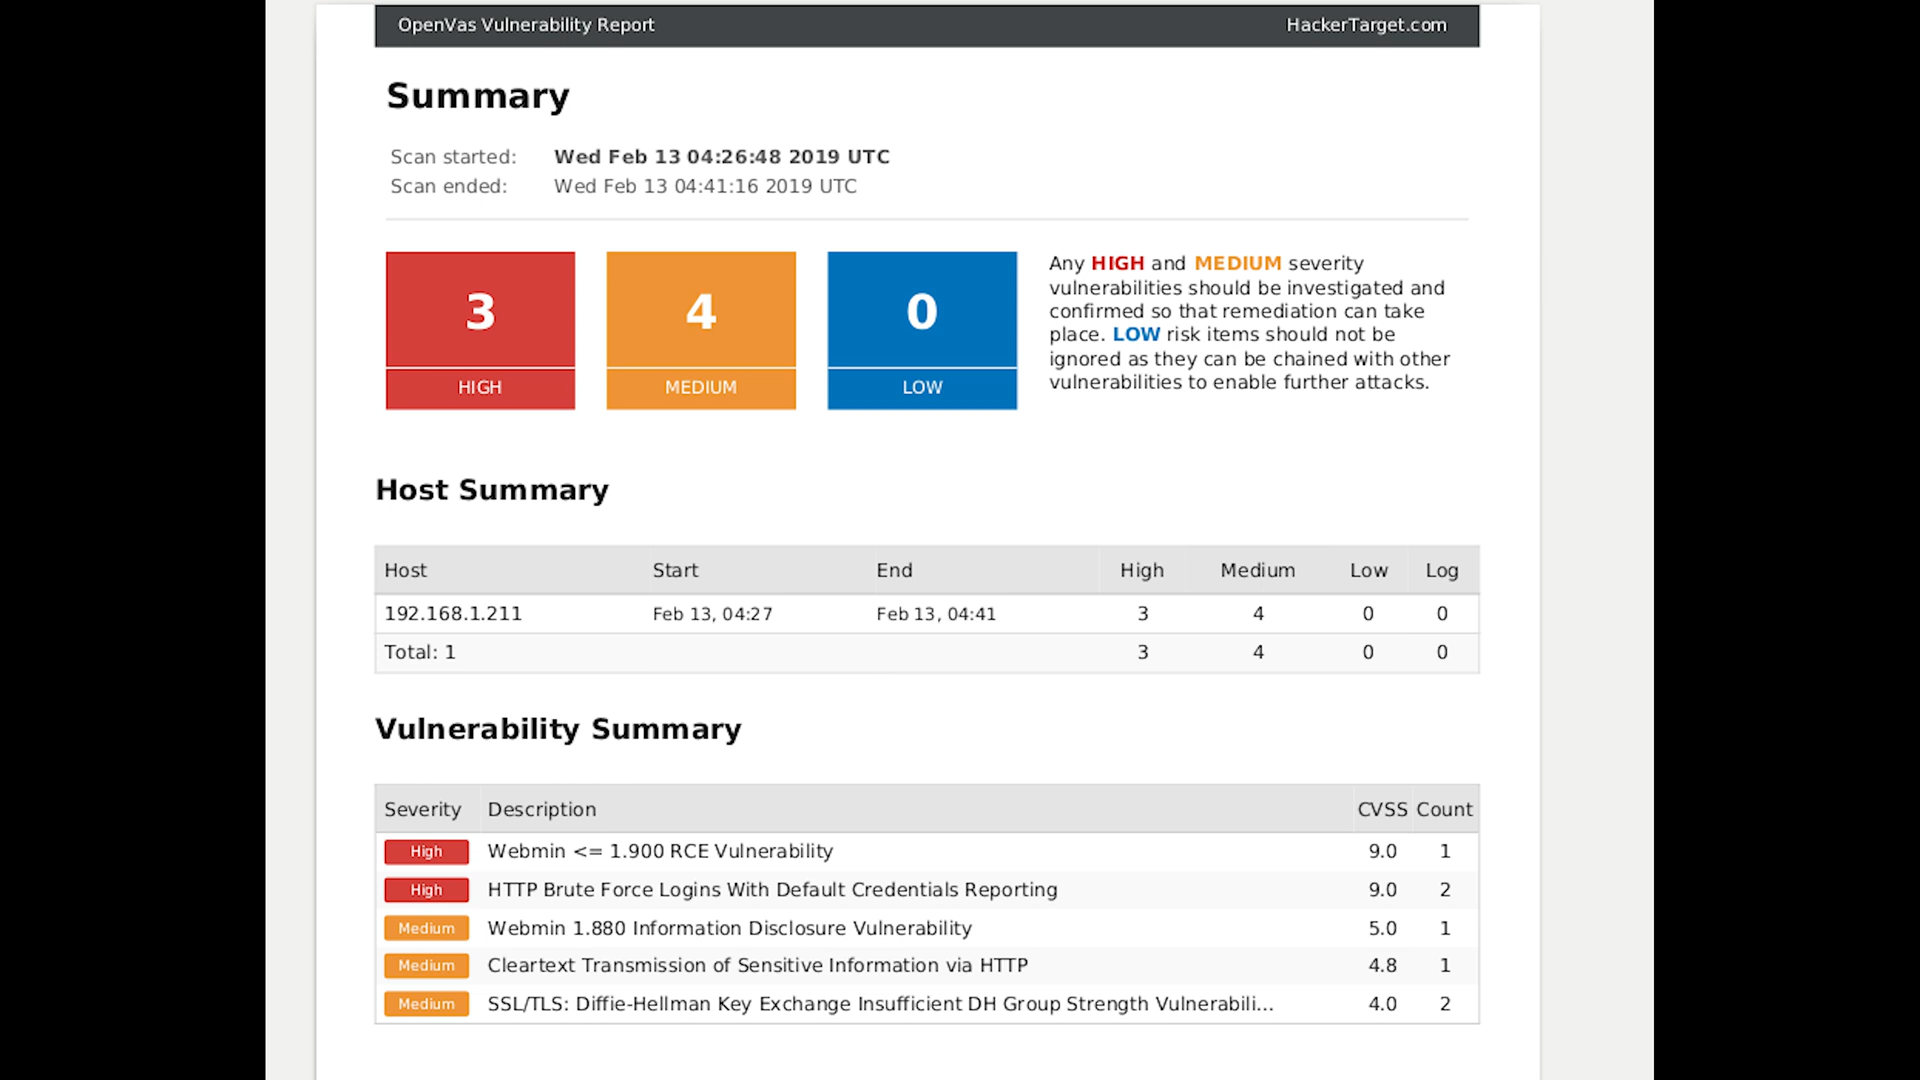 OpenVas Vulnerability Report HackerTarget.com
Summary
Scan started: Wed Feb 13 04:26:48 2019 UTC
Scan ended: Wed Feb 13 04:41:16 2019 UTC
3 4 0
HIGH MEDIUM LOW
Any HIGH and MEDIUM severity
vulnerabilities should be investigated and
confirmed so that remediation can take
place. LOW risk items should not be
ignored as they can be chained with other
vulnerabilities to enable further attacks.
Host Summary
Host Start End High Medium Low Log
192.168.1.211 Feb 13, 04:27 Feb 13, 04:41 3 4 0 0
Total: 1 3 4 0 0
Vulnerability Summary
Severity Description CVSS Count
High Webmin <= 1.900 RCE Vulnerability 9.0 1
High HTTP Brute Force Logins With Default Credentials Reporting 9.0 2
Medium Webmin 1.880 Information Disclosure Vulnerability 5.0 1
Medium Cleartext Transmission of Sensitive Information via HTTP 4.8 1
Medium SSL/TLS: Diffie-Hellman Key Exchange Insufficient DH Group Strength Vulnerabili... 4.0 2